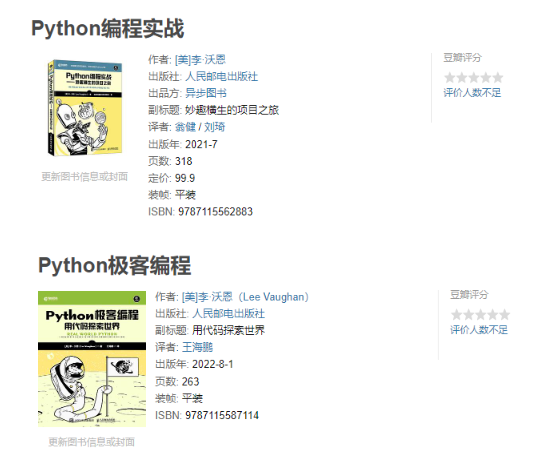 Python编程实战
Python编程实战
——妙趣横生的项目之旅
更新图书信息或封面
作者: [美]李·沃恩
出版社: 人民邮电出版社
出品方: 异步图书
副标题: 妙趣横生的项目之旅
译者: 翁健 / 刘琦
出版年: 2021-7
页数: 318
定价: 99.9
装帧: 平装
ISBN: 9787115562883
豆瓣评分
评价人数不足
Python极客编程
Python极客编程
用代码探索世界
REAL WORLD PYTHON
更新图书信息或封面
作者: [美]李·沃恩（Lee Vaughan）
出版社: 人民邮电出版社
副标题: 用代码探索世界
译者: 王海鹏
出版年: 2022-8-1
页数: 263
装帧: 平装
ISBN: 9787115587114
豆瓣评分
评价人数不足